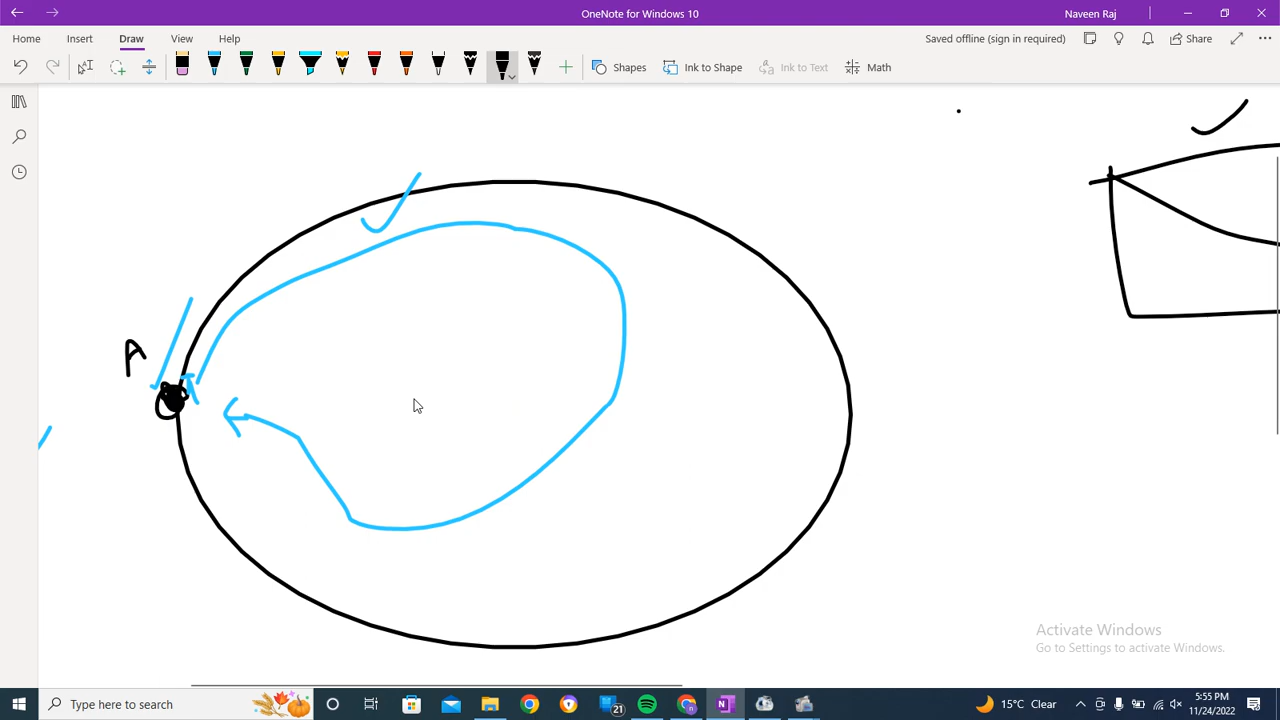 OneNote for Windows 10
Naveen Raj
Home Insert Draw View Help
Saved offline (sign in required)
Share
Shapes
Ink to Shape
Ink to Text
Math
A
Activate Windows
Go to Settings to activate Windows.
Type here to search
21
15°C Clear
5:55 PM
11/24/2022